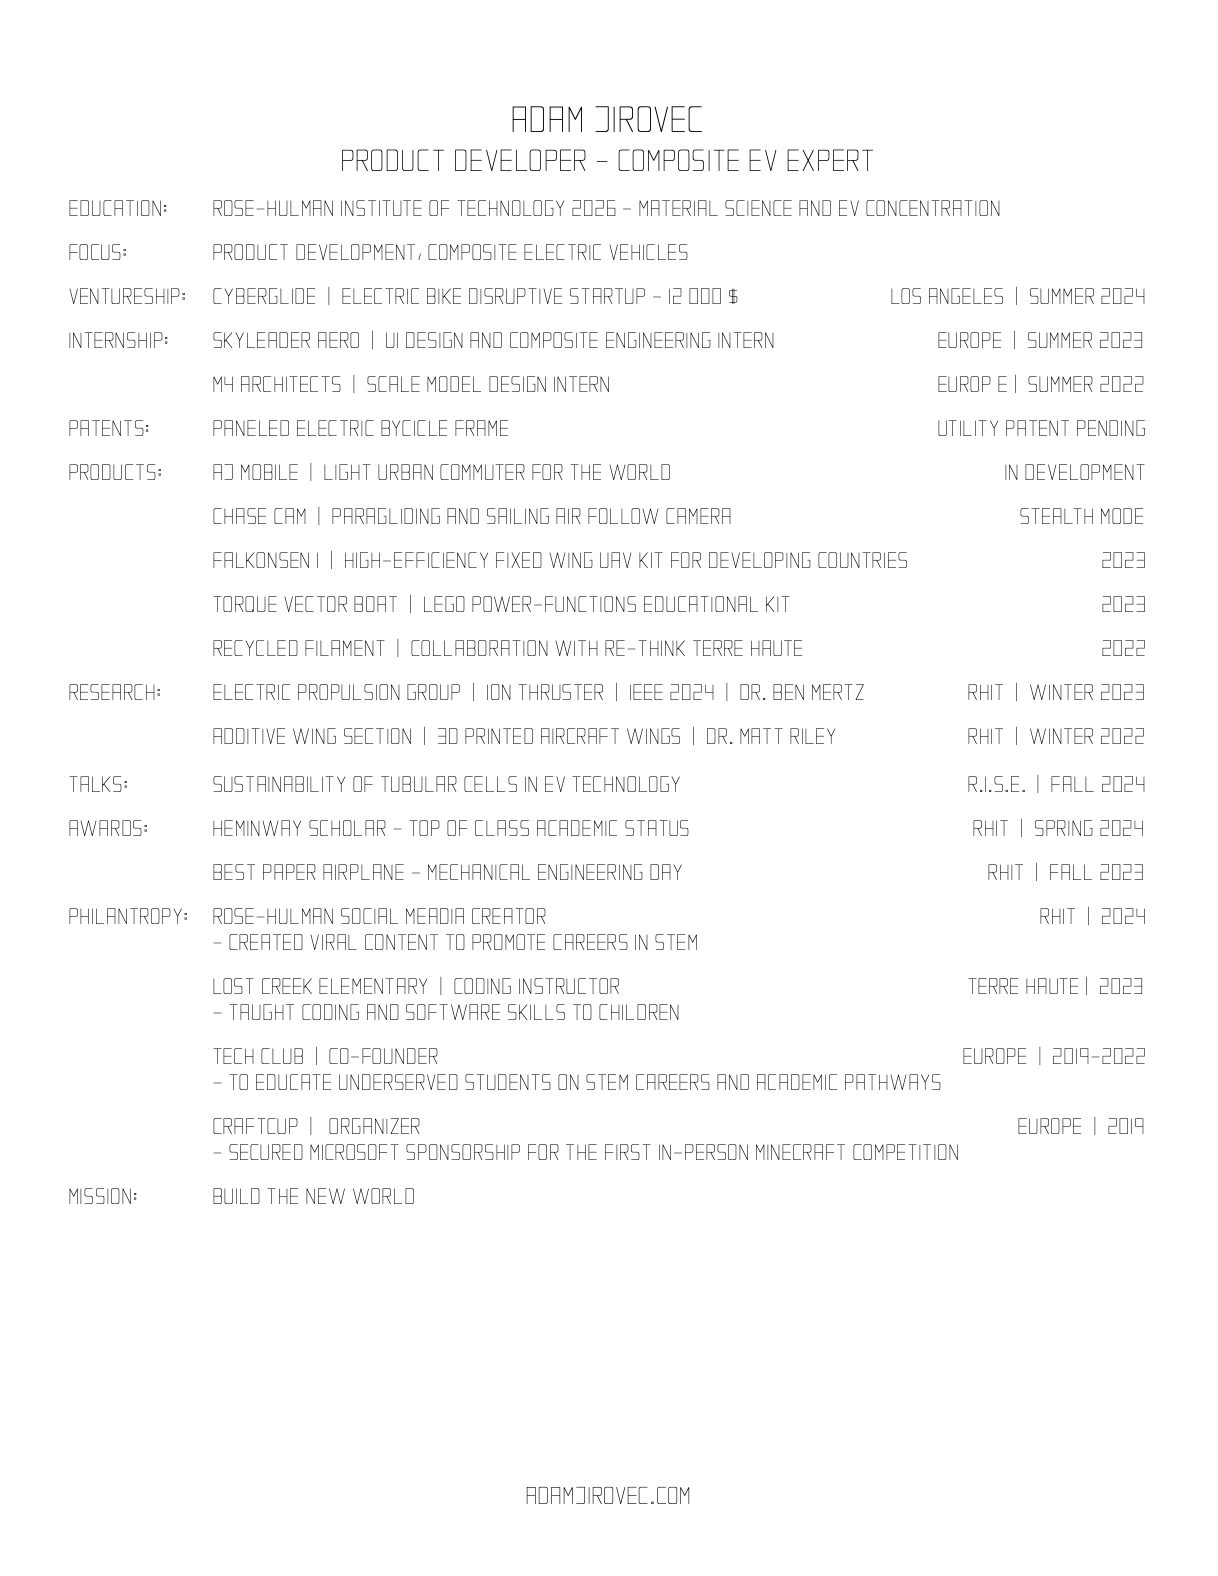 ADAM JIROVEC
PRODUCT DEVELOPER - COMPOSITE EV EXPERT
EDUCATION: ROSE-HULMAN INSTITUTE OF TECHNOLOGY 2026 - MATERIAL SCIENCE AND EV CONCENTRATION
FOCUS: PRODUCT DEVELOPMENT, COMPOSITE ELECTRIC VEHICLES
VENTURESHIP: CYBERGLIDE | ELECTRIC BIKE DISRUPTIVE STARTUP - 12 000 $ LOS ANGELES | SUMMER 2024
INTERNSHIP: SKYLEADER AERO | UI DESIGN AND COMPOSITE ENGINEERING INTERN EUROPE | SUMMER 2023
M4 ARCHITECTS | SCALE MODEL DESIGN INTERN EUROP E | SUMMER 2022
PATENTS: PANELED ELECTRIC BYCICLE FRAME UTILITY PATENT PENDING
PRODUCTS: AJ MOBILE | LIGHT URBAN COMMUTER FOR THE WORLD IN DEVELOPMENT
CHASE CAM | PARAGLIDING AND SAILING AIR FOLLOW CAMERA STEALTH MODE
FALKONSEN 1 | HIGH-EFFICIENCY FIXED WING UAV KIT FOR DEVELOPING COUNTRIES 2023
TORQUE VECTOR BOAT | LEGO POWER-FUNCTIONS EDUCATIONAL KIT 2023
RECYCLED FILAMENT | COLLABORATION WITH RE-THINK TERRE HAUTE 2022
RESEARCH: ELECTRIC PROPULSION GROUP | ION THRUSTER | IEEE 2024 | DR. BEN MERTZ RHIT | WINTER 2023
ADDITIVE WING SECTION | 3D PRINTED AIRCRAFT WINGS | DR. MATT RILEY RHIT | WINTER 2022
TALKS: SUSTAINABILITY OF TUBULAR CELLS IN EV TECHNOLOGY R.I.S.E. | FALL 2024
AWARDS: HEMINWAY SCHOLAR - TOP OF CLASS ACADEMIC STATUS RHIT | SPRING 2024
BEST PAPER AIRPLANE - MECHANICAL ENGINEERING DAY RHIT | FALL 2023
PHILANTROPY: ROSE-HULMAN SOCIAL MEADIA CREATOR RHIT | 2024
- CREATED VIRAL CONTENT TO PROMOTE CAREERS IN STEM
LOST CREEK ELEMENTARY | CODING INSTRUCTOR TERRE HAUTE | 2023
- TAUGHT CODING AND SOFTWARE SKILLS TO CHILDREN
TECH CLUB | CO-FOUNDER EUROPE | 2019-2022
- TO EDUCATE UNDERSERVED STUDENTS ON STEM CAREERS AND ACADEMIC PATHWAYS
CRAFTCUP | ORGANIZER EUROPE | 2019
- SECURED MICROSOFT SPONSORSHIP FOR THE FIRST IN-PERSON MINECRAFT COMPETITION
MISSION: BUILD THE NEW WORLD
ADAMJIROVEC.COM